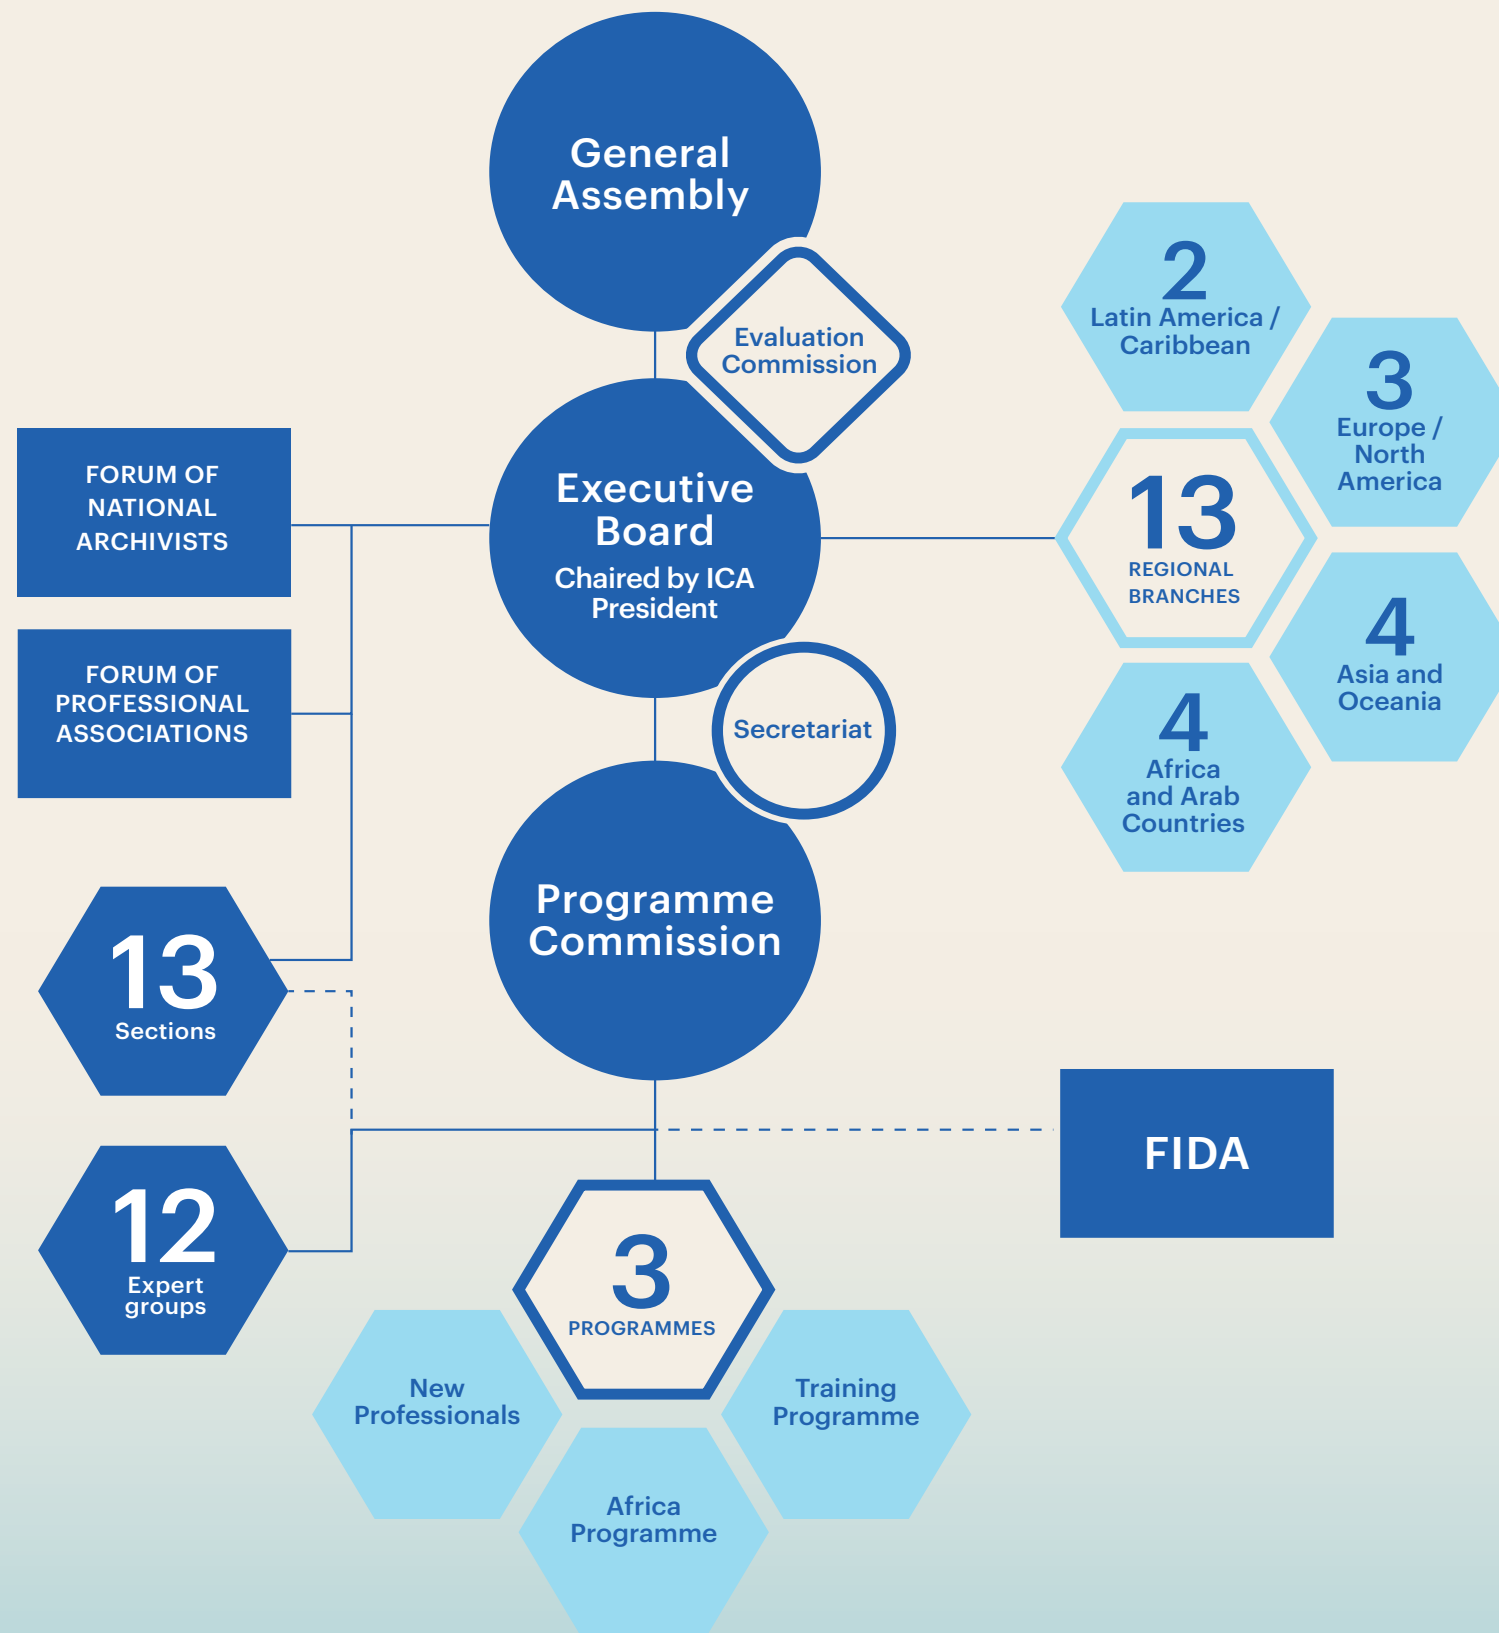 General
Assembly
Evaluation
Commission
Executive
Board
Chaired by ICA
President
Secretariat
Programme
Commission
FORUM OF
NATIONAL
ARCHIVISTS
FORUM OF
PROFESSIONAL
ASSOCIATIONS
13
Sections
12
Expert
groups
2
Latin America /
Caribbean
3
Europe /
North
America
13
REGIONAL
BRANCHES
4
Asia and
Oceania
4
Africa
and Arab
Countries
FIDA
3
PROGRAMMES
New
Professionals
Africa
Programme
Training
Programme